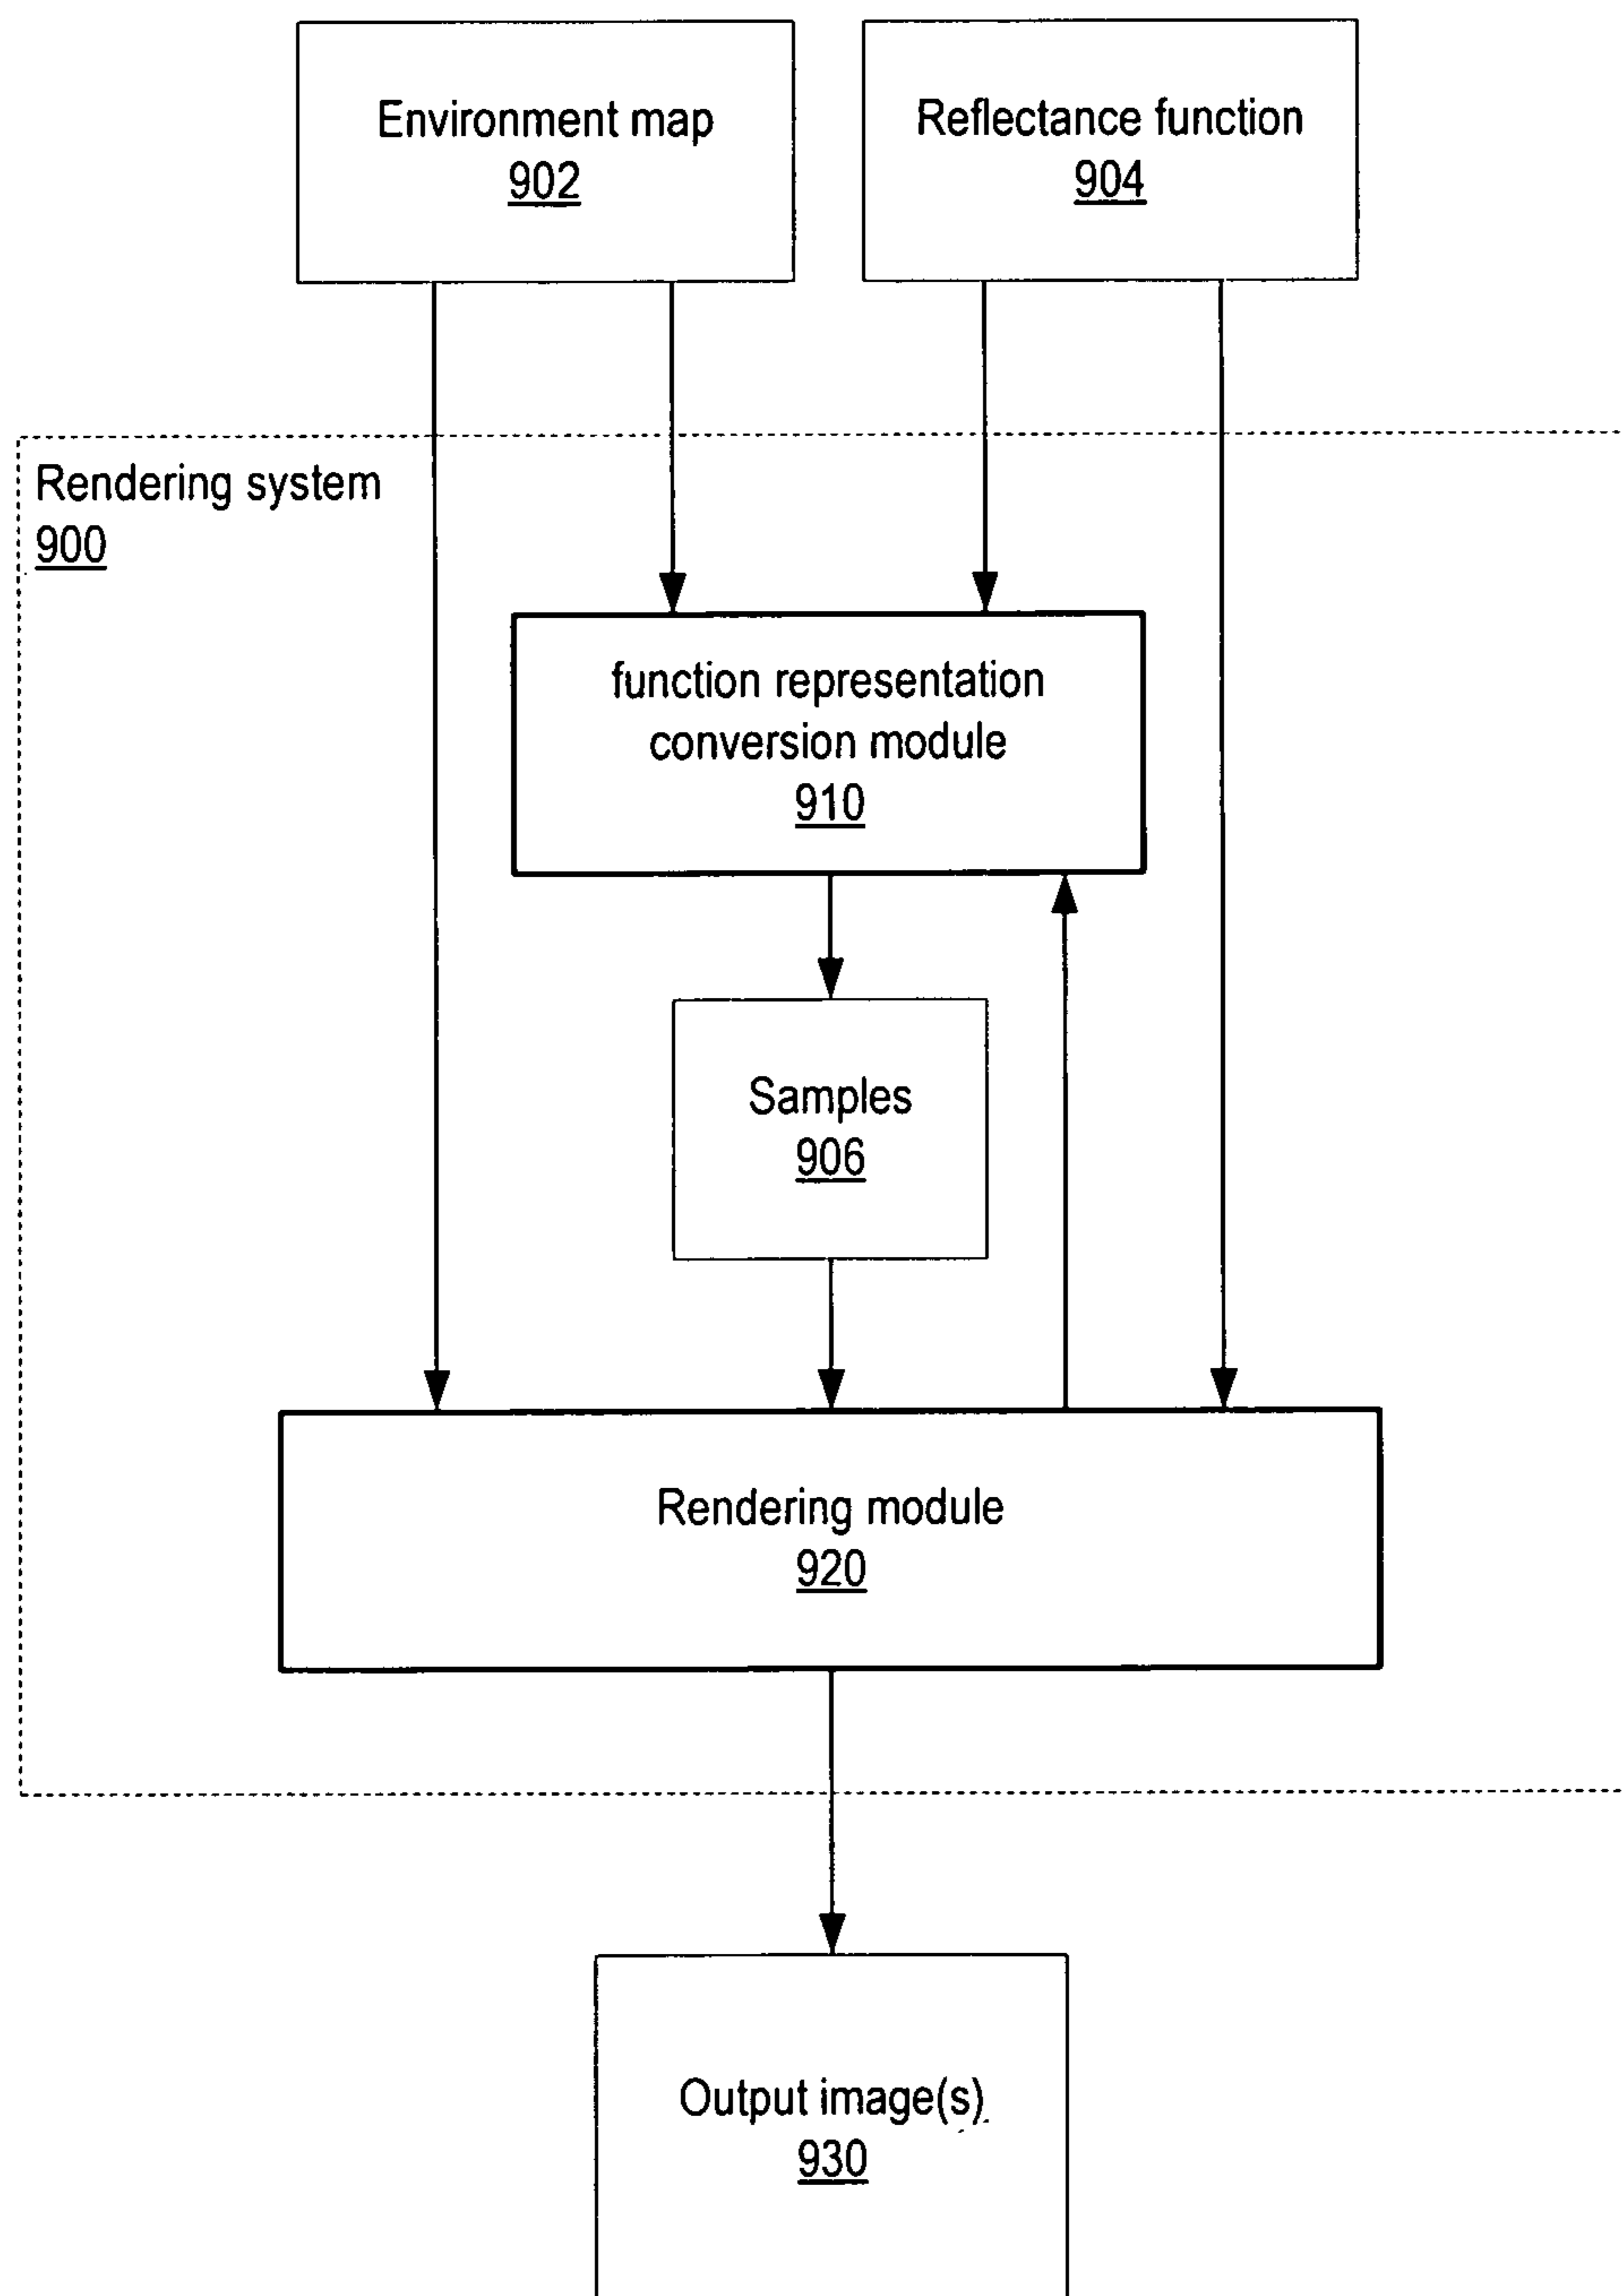 Environment map
902
Reflectance function
904
Rendering system
900
function representation
conversion module
910
Samples
906
Rendering module
920
Output image(s)
930